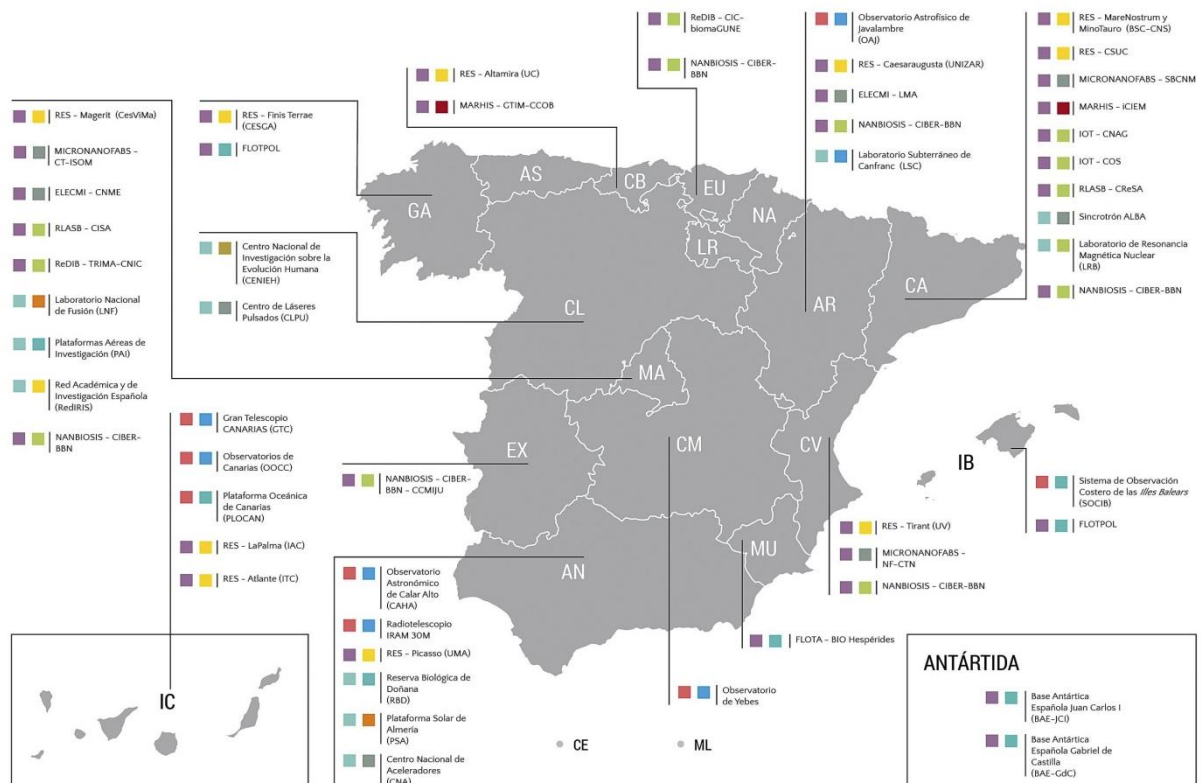 RES – Magerit (CesViMa)
MICRONANOFABS –
CT-ISOM
ELECMI – CNME
RLASB – CISA
ReDIB – TRIMA-CNIC
Laboratorio Nacional
de Fusión (LNF)
Plataformas Aéreas de
Investigación (PAI)
Red Académica y de
Investigación Española
(RedIRIS)
NANBIOSIS – CIBER-
BBN
RES – Finis Terrae
(CESGA)
FLOTPOL
Centro Nacional de
Investigación sobre la
Evolución Humana
(CENIEH)
Centro de Láseres
Pulsados (CLPU)
RES – Altamira (UC)
MARHIS – GTIM-CCOB
ReDIB – CIC-
biomaGUNE
NANBIOSIS – CIBER-
BBN
Observatorio Astrofísico de
Javalambre
(OAJ)
RES – Caesaraugusta (UNIZAR)
ELECMI – LMA
NANBIOSIS – CIBER-BBN
Laboratorio Subterráneo de
Canfranc (LSC)
RES – MareNostrum y
MinoTauro (BSC-CNS)
RES – CSUC
MICRONANOFABS – SBCNM
MARHIS – iCIEM
IOT – CNAG
IOT – COS
RLASB – CReSA
Sincrotrón ALBA
Laboratorio de Resonancia
Magnética Nuclear
(LRB)
NANBIOSIS – CIBER-BBN
GA
AS
CB
EU
NA
LR
CL
AR
CA
MA
EX
CM
CV
IB
AN
MU
Gran Telescopio
CANARIAS (GTC)
Observatorios de
Canarias (OOCC)
Plataforma Oceánica
de Canarias
(PLOCAN)
RES – LaPalma (IAC)
RES – Atlante (ITC)
IC
NANBIOSIS – CIBER-
BBN – CCMIJU
Observatorio
Astronómico
de Calar Alto
(CAHA)
Radiotelescopio
IRAM 30M
RES – Picasso (UMA)
Reserva Biológica de
Doñana
(RBD)
Plataforma Solar de
Almería
(PSA)
Centro Nacional de
Aceleradores
(CNA)
Observatorio
de Yebes
CE
ML
FLOTA – BIO Hespérides
RES – Tirant (UV)
MICRONANOFABS –
NF-CTN
NANBIOSIS – CIBER-BBN
Sistema de Observación
Costero de las Illes Balears
(SOCIB)
FLOTPOL
ANTÁRTIDA
Base Antártica
Española Juan Carlos I
(BAE-JCI)
Base Antártica
Española Gabriel de
Castilla
(BAE-GdC)